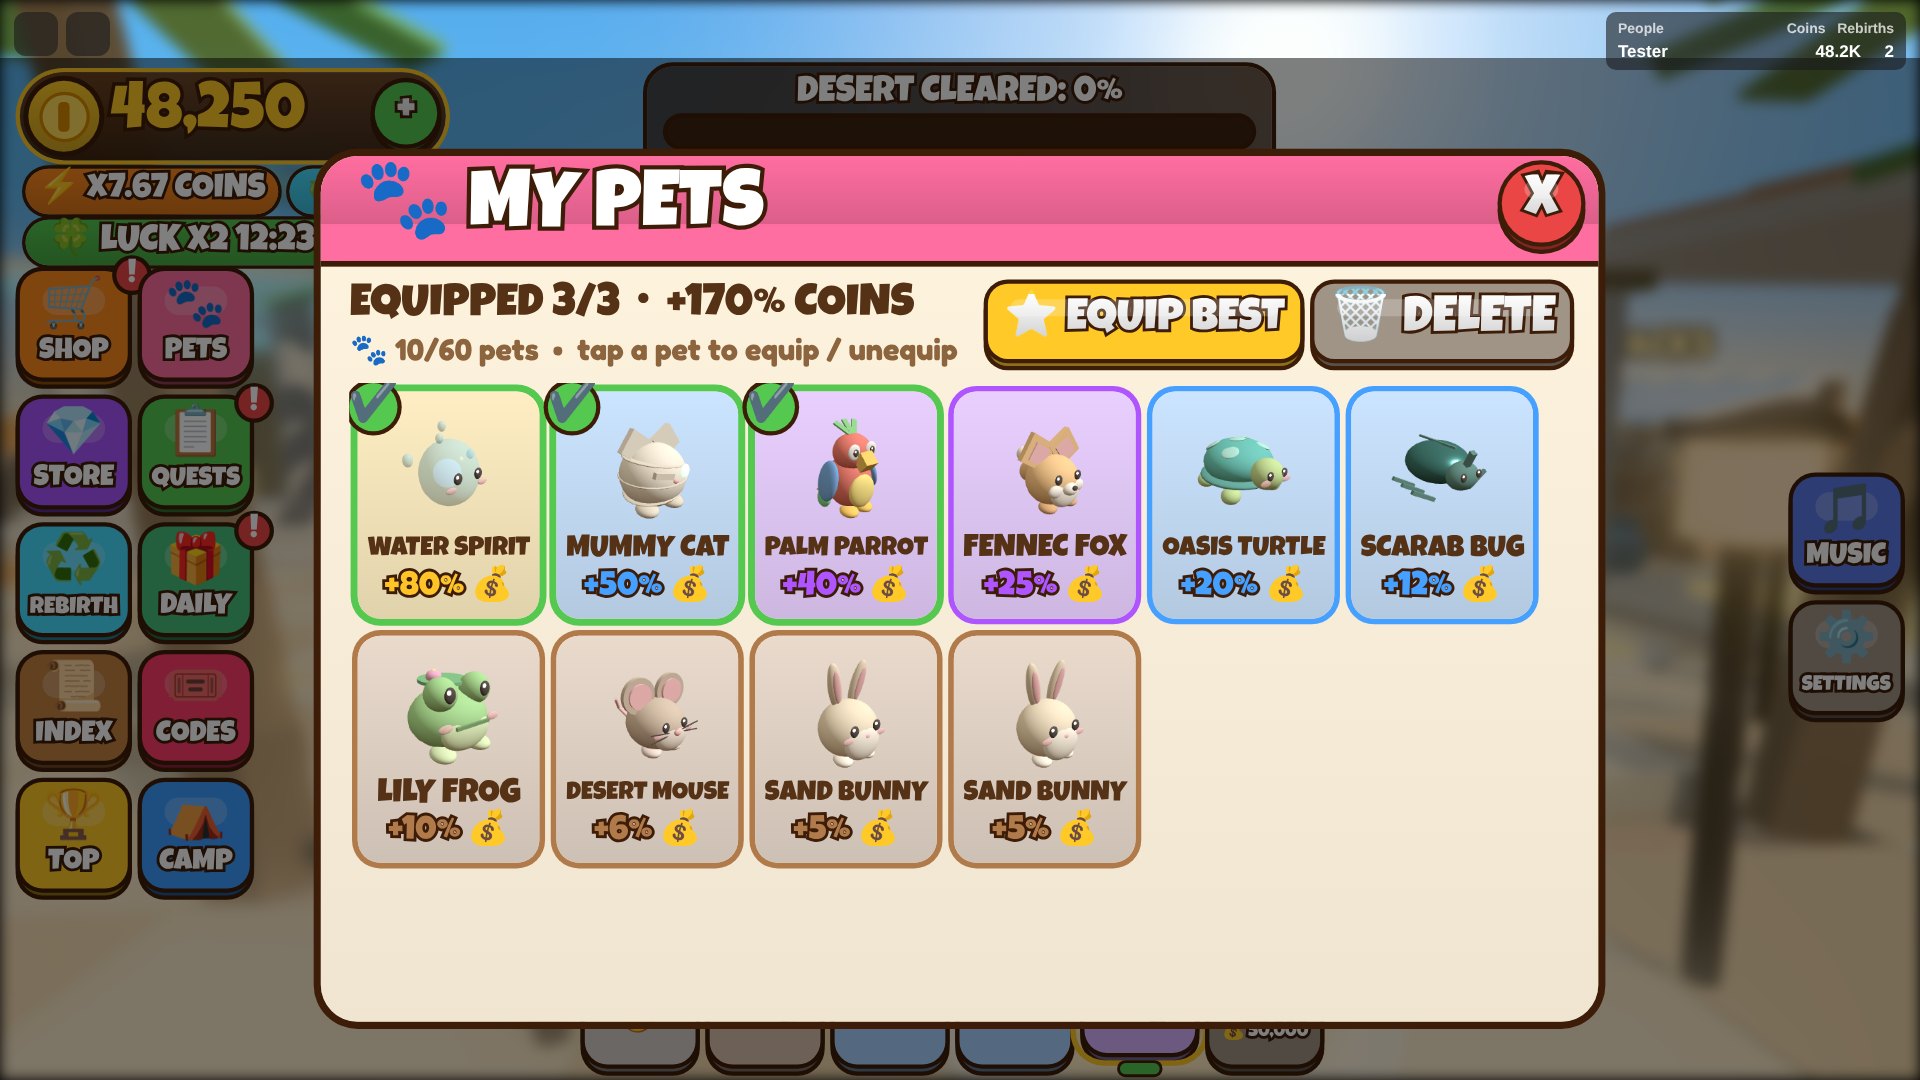 People Coins Rebirths
Tester 48.2K 2
48,250
+
DESERT CLEARED: 0%
X7.67 COINS
LUCK X2 12:23
MY PETS
X
EQUIPPED 3/3 • +170% COINS
10/60 pets • tap a pet to equip / unequip
EQUIP BEST
DELETE
SHOP
!
PETS
STORE
QUESTS
!
REBIRTH
DAILY
!
INDEX
CODES
TOP
CAMP
WATER SPIRIT
+80%
MUMMY CAT
+50%
PALM PARROT
+40%
FENNEC FOX
+25%
OASIS TURTLE
+20%
SCARAB BUG
+12%
LILY FROG
+10%
DESERT MOUSE
+6%
SAND BUNNY
+5%
SAND BUNNY
+5%
MUSIC
SETTINGS